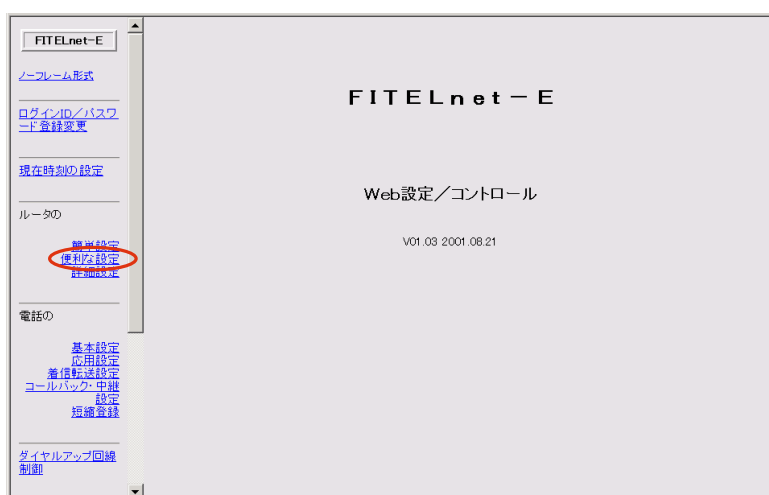 FITELnet-E
ノーフレーム形式
ログインID／パスワ
ード登録変更
現在時刻の設定
ルータの
簡単設定
便利な設定
詳細設定
電話の
基本設定
応用設定
着信転送設定
コールバック・中継
設定
短縮登録
ダイヤルアップ回線
制御
ＦＩＴＥＬｎｅｔ－Ｅ
Web設定／コントロール
V01.03 2001.08.21